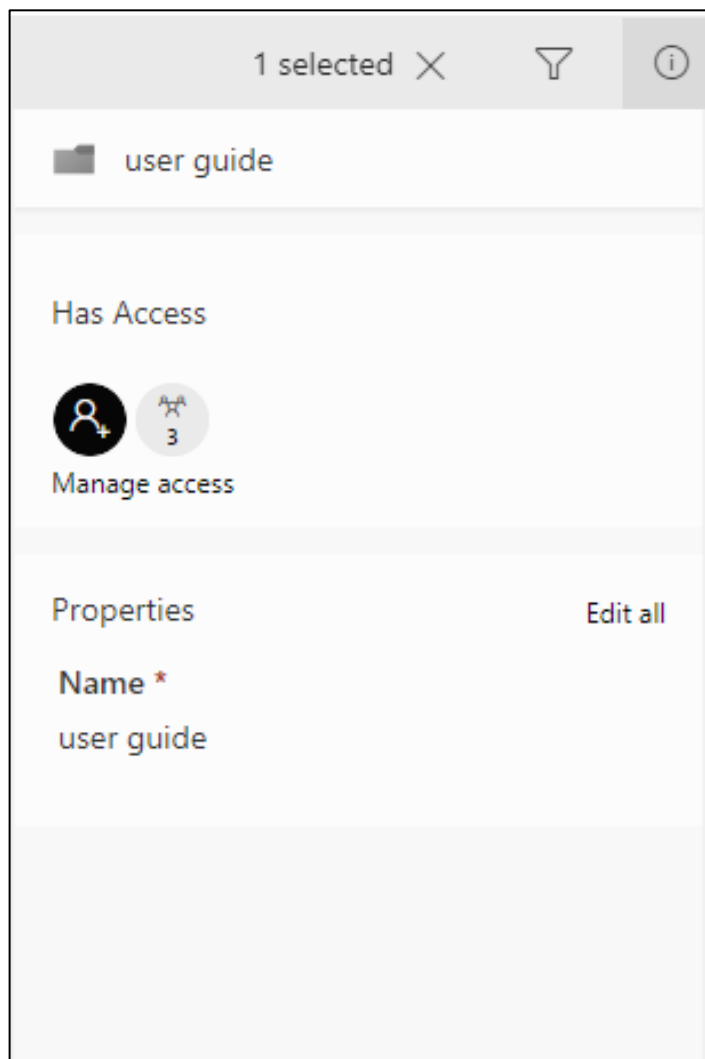 1 selected
user guide
Has Access
3
Manage access
Properties Edit all
Name *
user guide